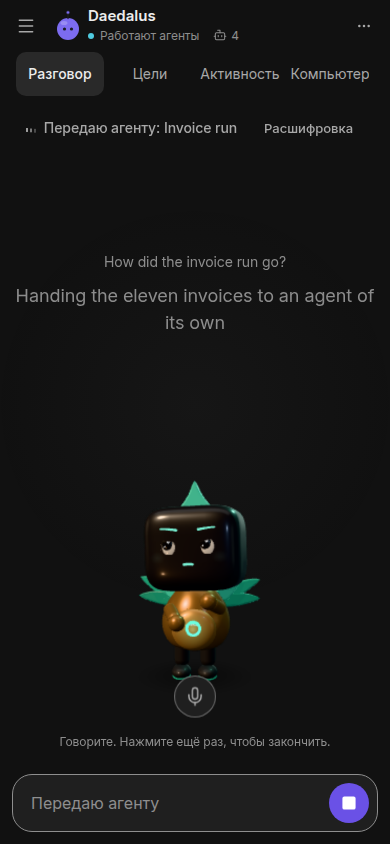 Daedalus
Работают агенты 4
Разговор Цели Активность Компьютер
Передаю агенту: Invoice run Расшифровка
How did the invoice run go?
Handing the eleven invoices to an agent of
its own
Говорите. Нажмите ещё раз, чтобы закончить.
Передаю агенту